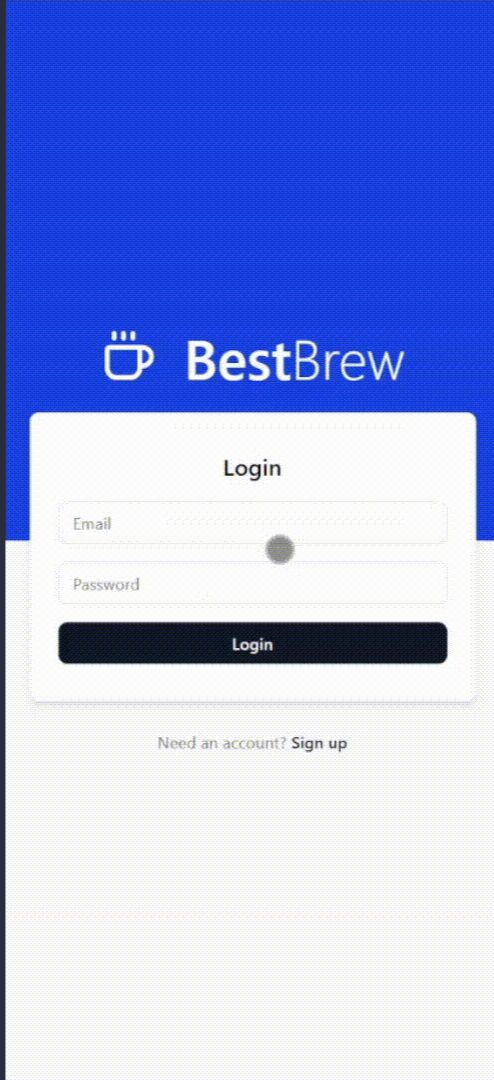 BestBrew
Login
Email
Password
Login
Need an account? Sign up